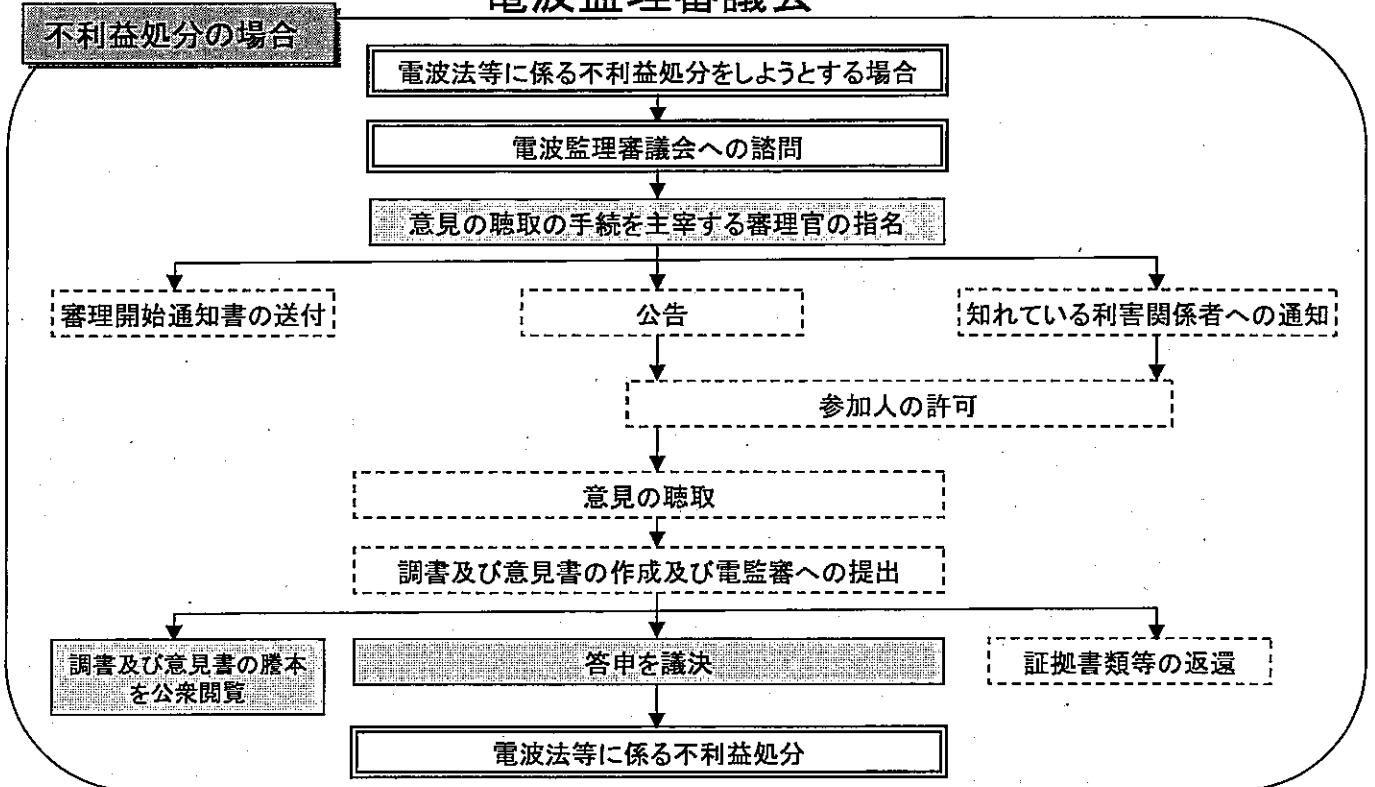 電波監理審議会
不利益処分の場合
電波法等に係る不利益処分をしようとする場合
電波監理審議会への諮問
意見の聴取の手続を主宰する審理官の指名
審理開始通知書の送付
公告
知れている利害関係者への通知
参加人の許可
意見の聴取
調書及び意見書の作成及び電監審への提出
調書及び意見書の謄本
を公衆閲覧
答申を議決
証拠書類等の返還
電波法等に係る不利益処分